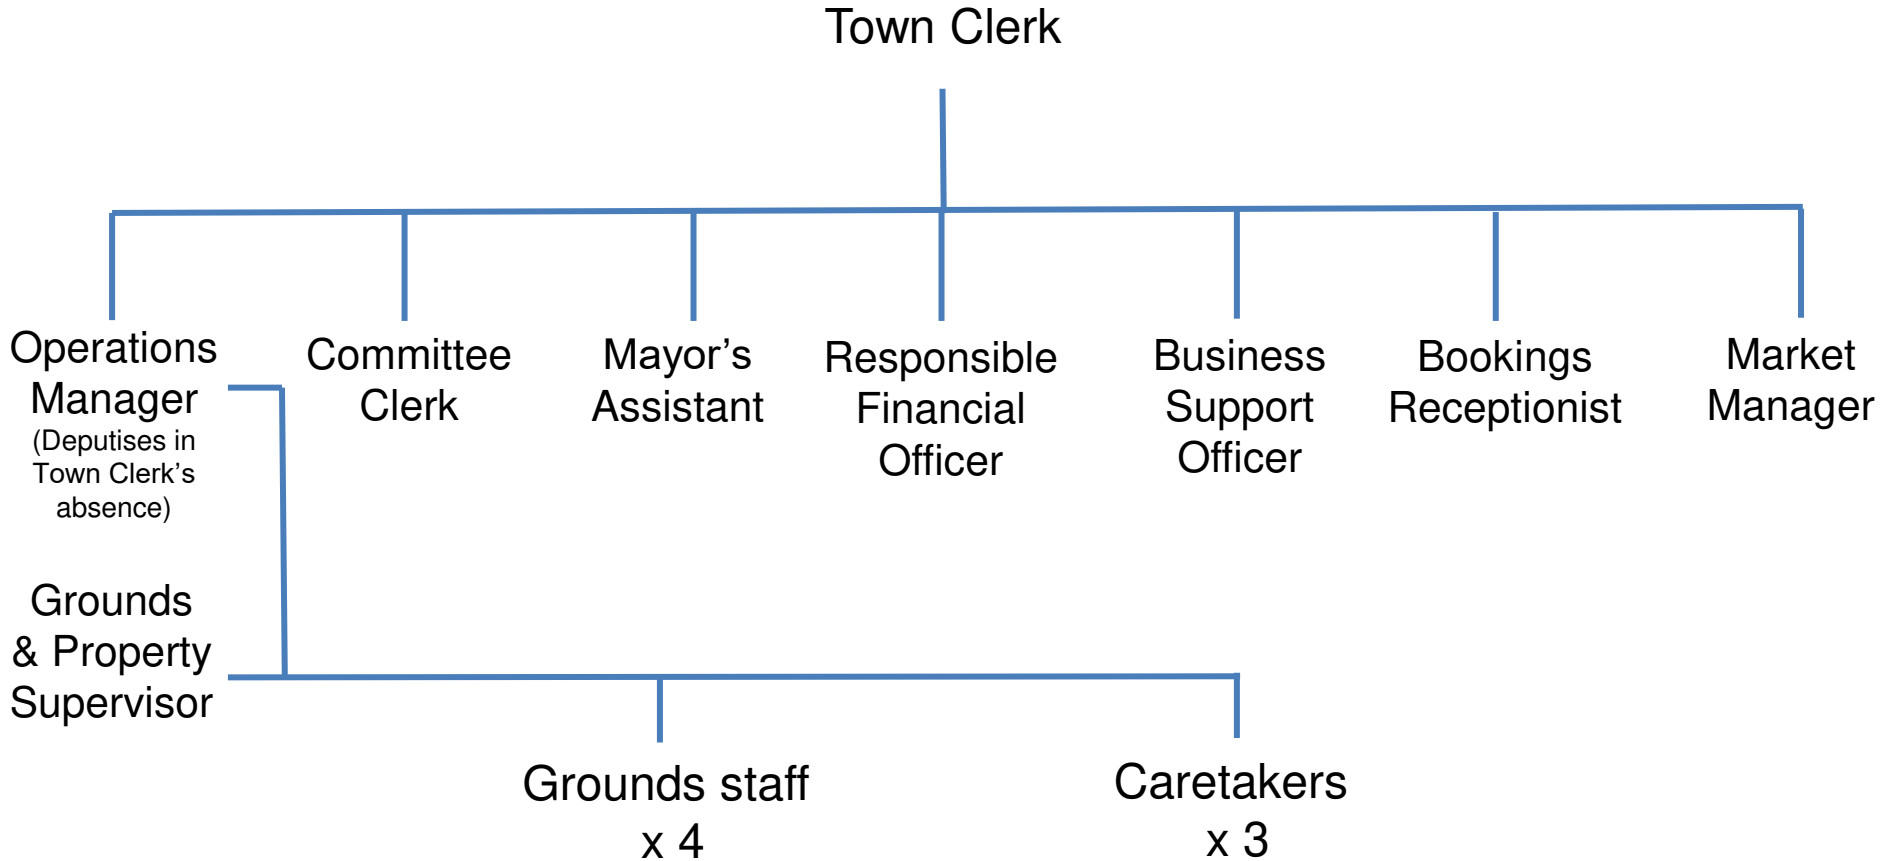 Town Clerk
Operations
Manager
(Deputises in
Town Clerk’s
absence)
Committee
Clerk
Mayor’s
Assistant
Responsible
Financial
Officer
Business
Support
Officer
Bookings
Receptionist
Market
Manager
Grounds
& Property
Supervisor
Grounds staff
x 4
Caretakers
x 3